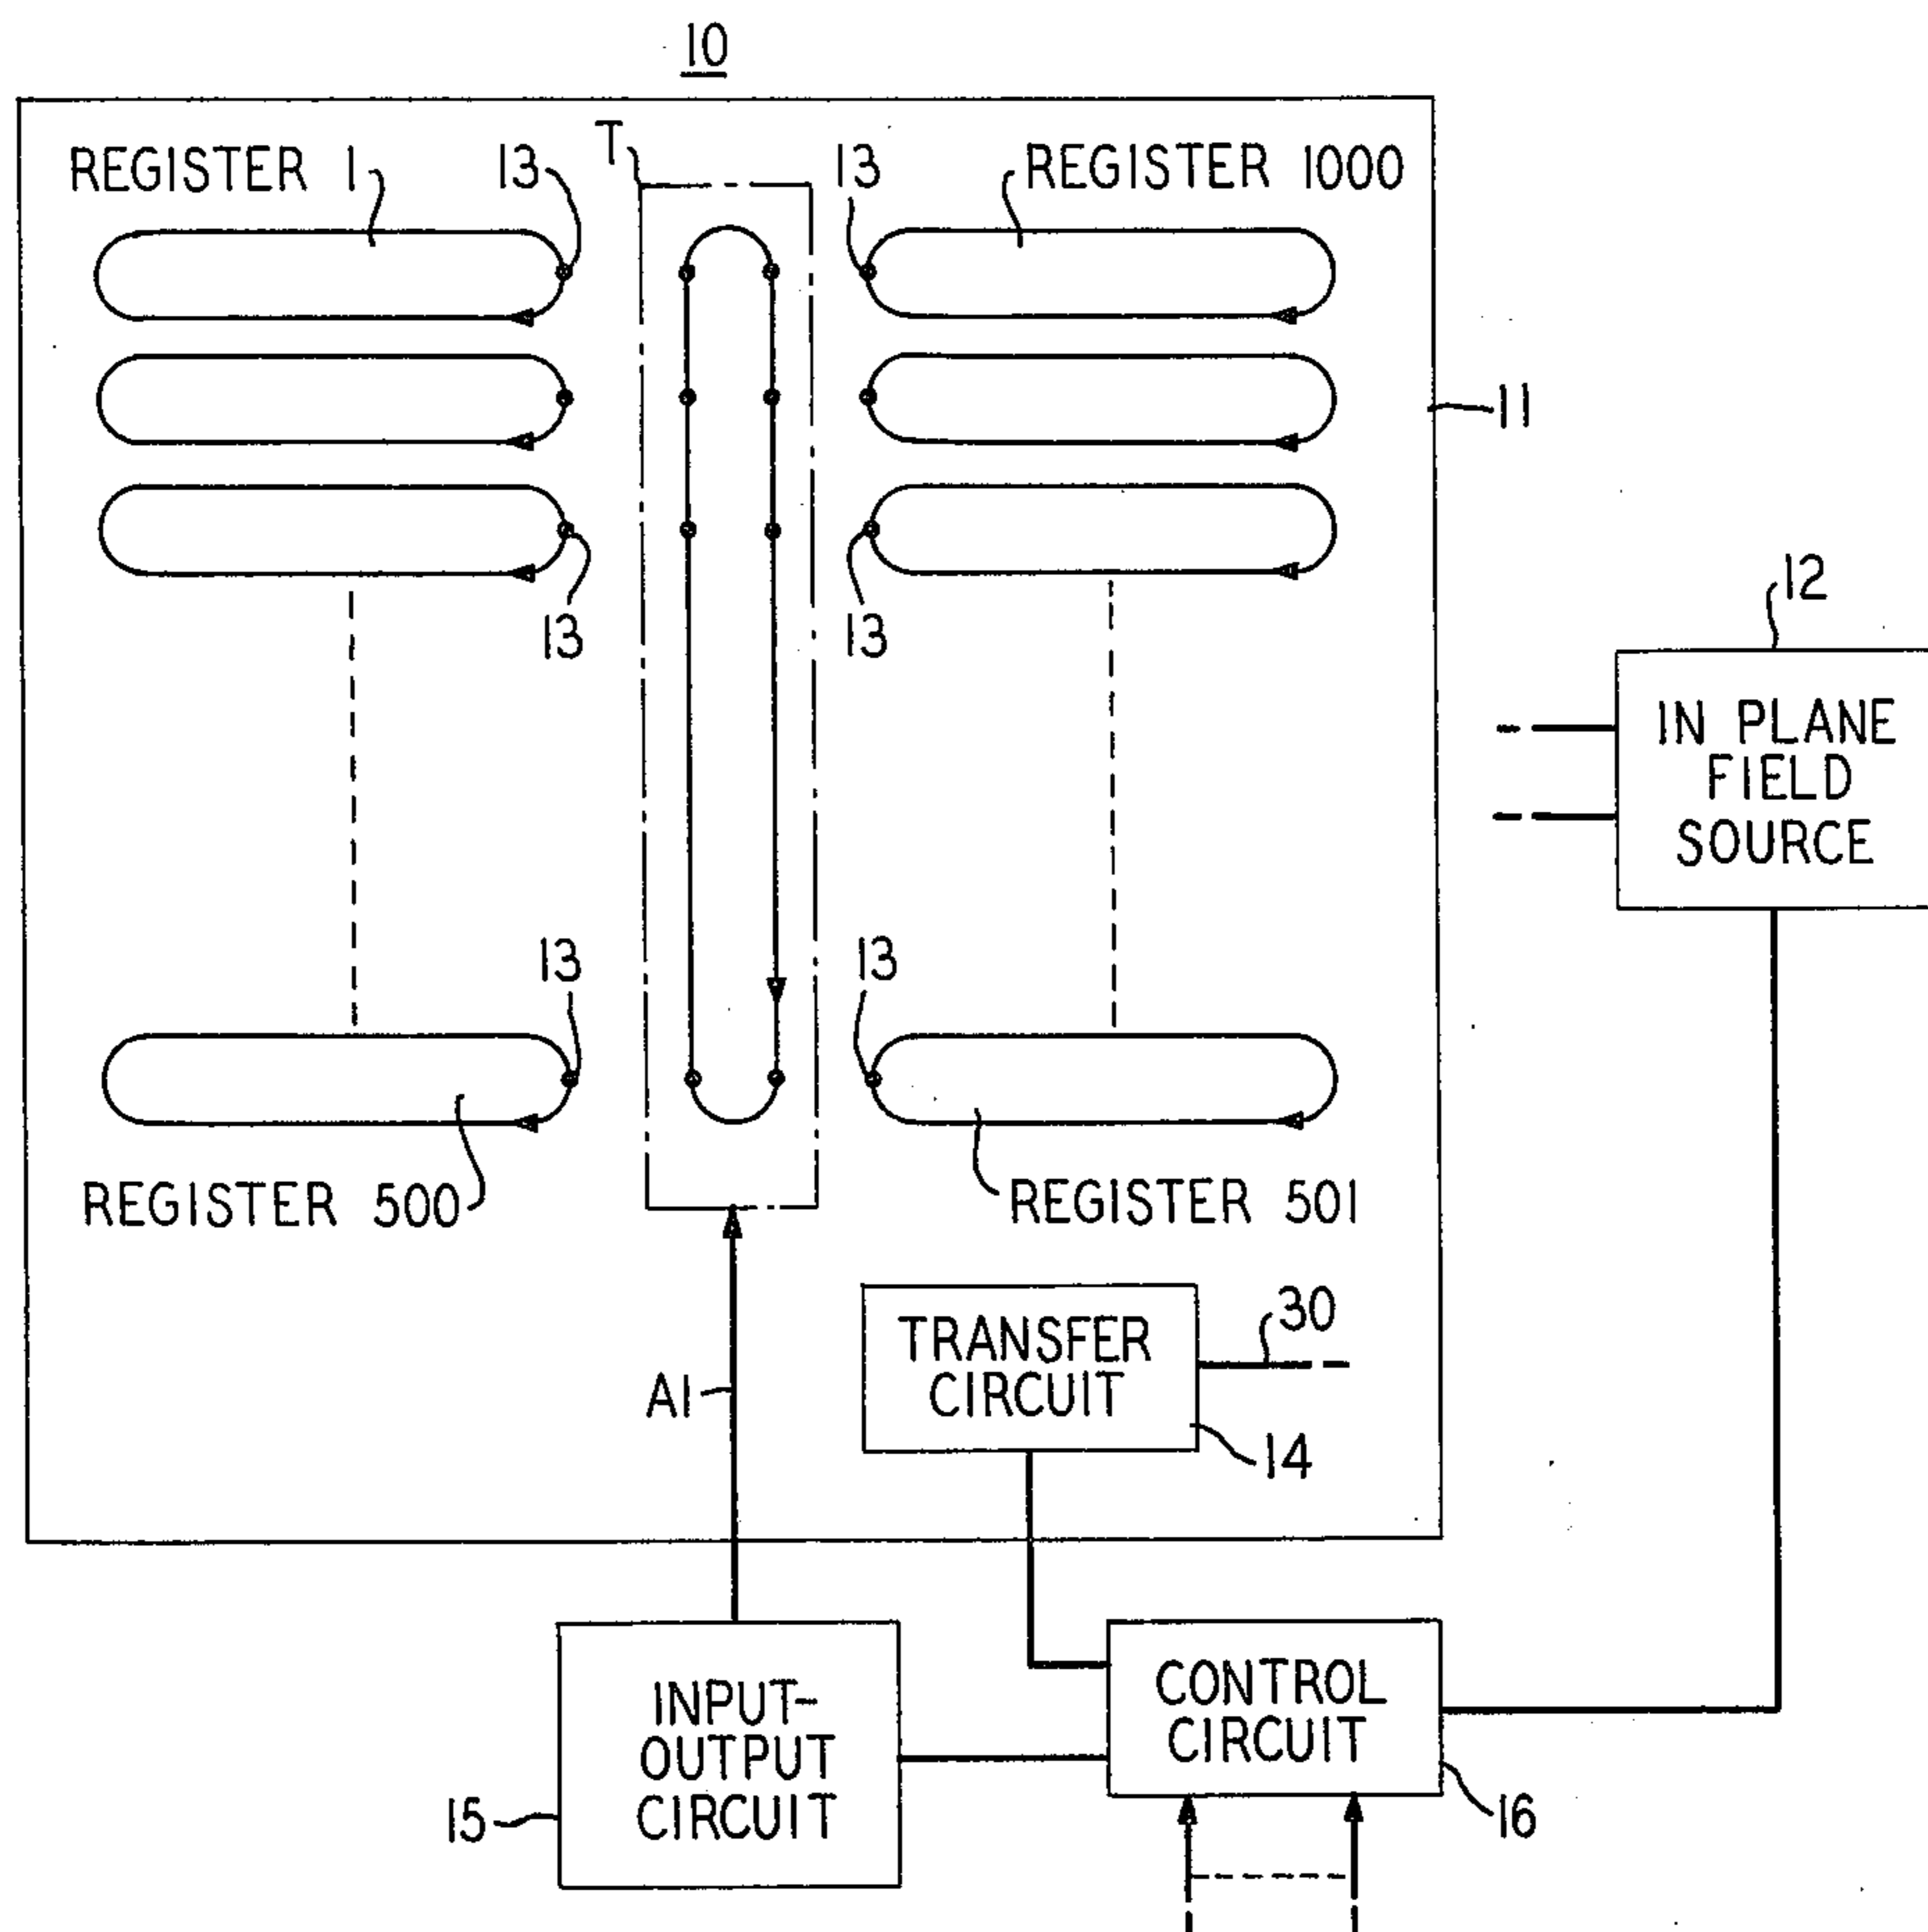 10
REGISTER 1
13
T
13
REGISTER 1000
11
13
13
12
IN PLANE
FIELD
SOURCE
13
13
REGISTER 500
REGISTER 501
TRANSFER
CIRCUIT
30
A1
14
INPUT-
OUTPUT
CIRCUIT
15
CONTROL
CIRCUIT
16